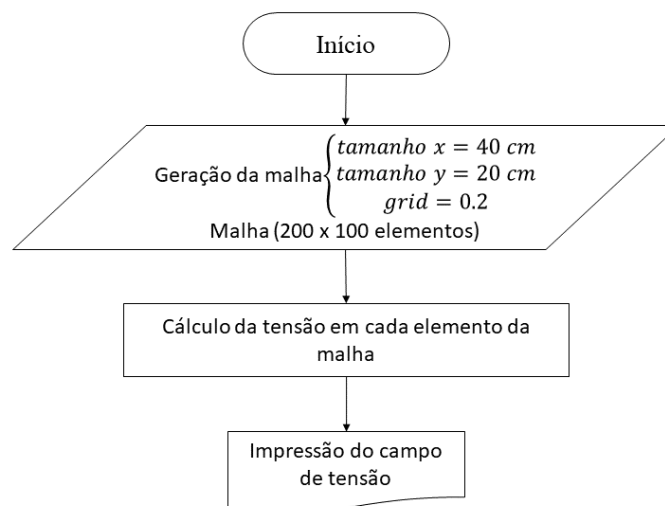 Início
tamanho x = 40 cm
Geração da malha
tamanho y = 20 cm
grid = 0.2
Malha (200 x 100 elementos)
Cálculo da tensão em cada elemento da
malha
Impressão do campo
de tensão